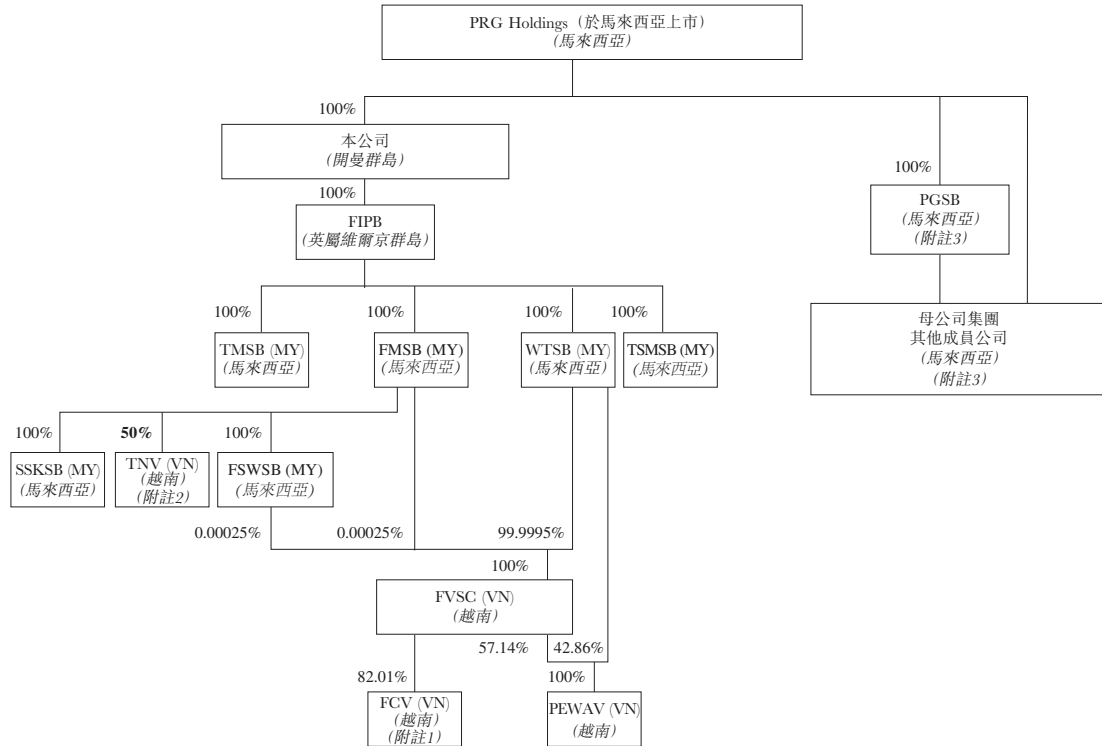 PRG Holdings（於馬來西亞上市）
(馬來西亞)
100%
本公司
(開曼群島)
100%
100%
FIPB
(英屬維爾京群島)
PGSB
(馬來西亞)
(附註3)
100%
100%
100%
100%
母公司集團
其他成員公司
(馬來西亞)
(附註3)
TMSB (MY)
(馬來西亞)
FMSB (MY)
(馬來西亞)
WTSB (MY)
(馬來西亞)
TSMSB (MY)
(馬來西亞)
100%
50%
100%
SSKSB (MY)
(馬來西亞)
TNV (VN)
(越南)
(附註2)
FSWSB (MY)
(馬來西亞)
0.00025%
0.00025%
99.9995%
100%
FVSC (VN)
(越南)
57.14%
42.86%
82.01%
100%
FCV (VN)
(越南)
(附註1)
PEWAV (VN)
(越南)